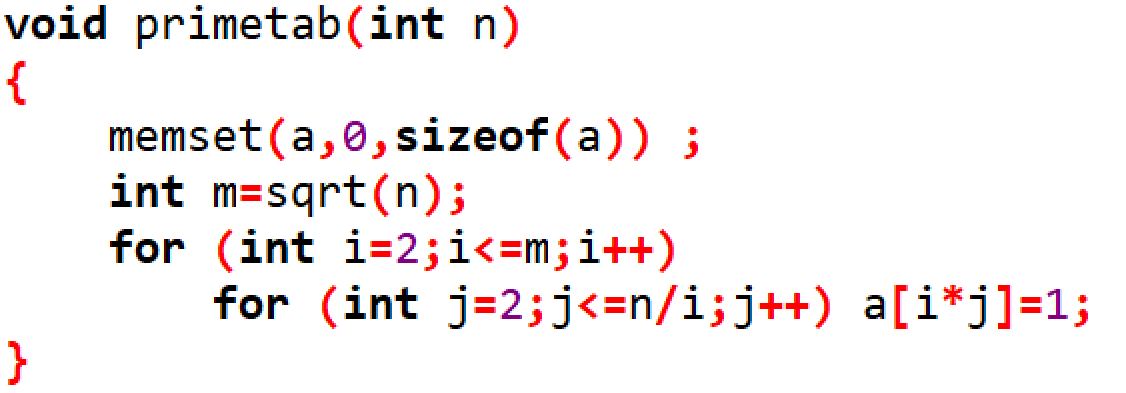 void primetab(int n)
{
memset(a,0,sizeof(a)) ;
int m=sqrt(n);
for (int i=2;i<=m;i++)
for (int j=2;j<=n/i;j++) a[i*j]=1;
}